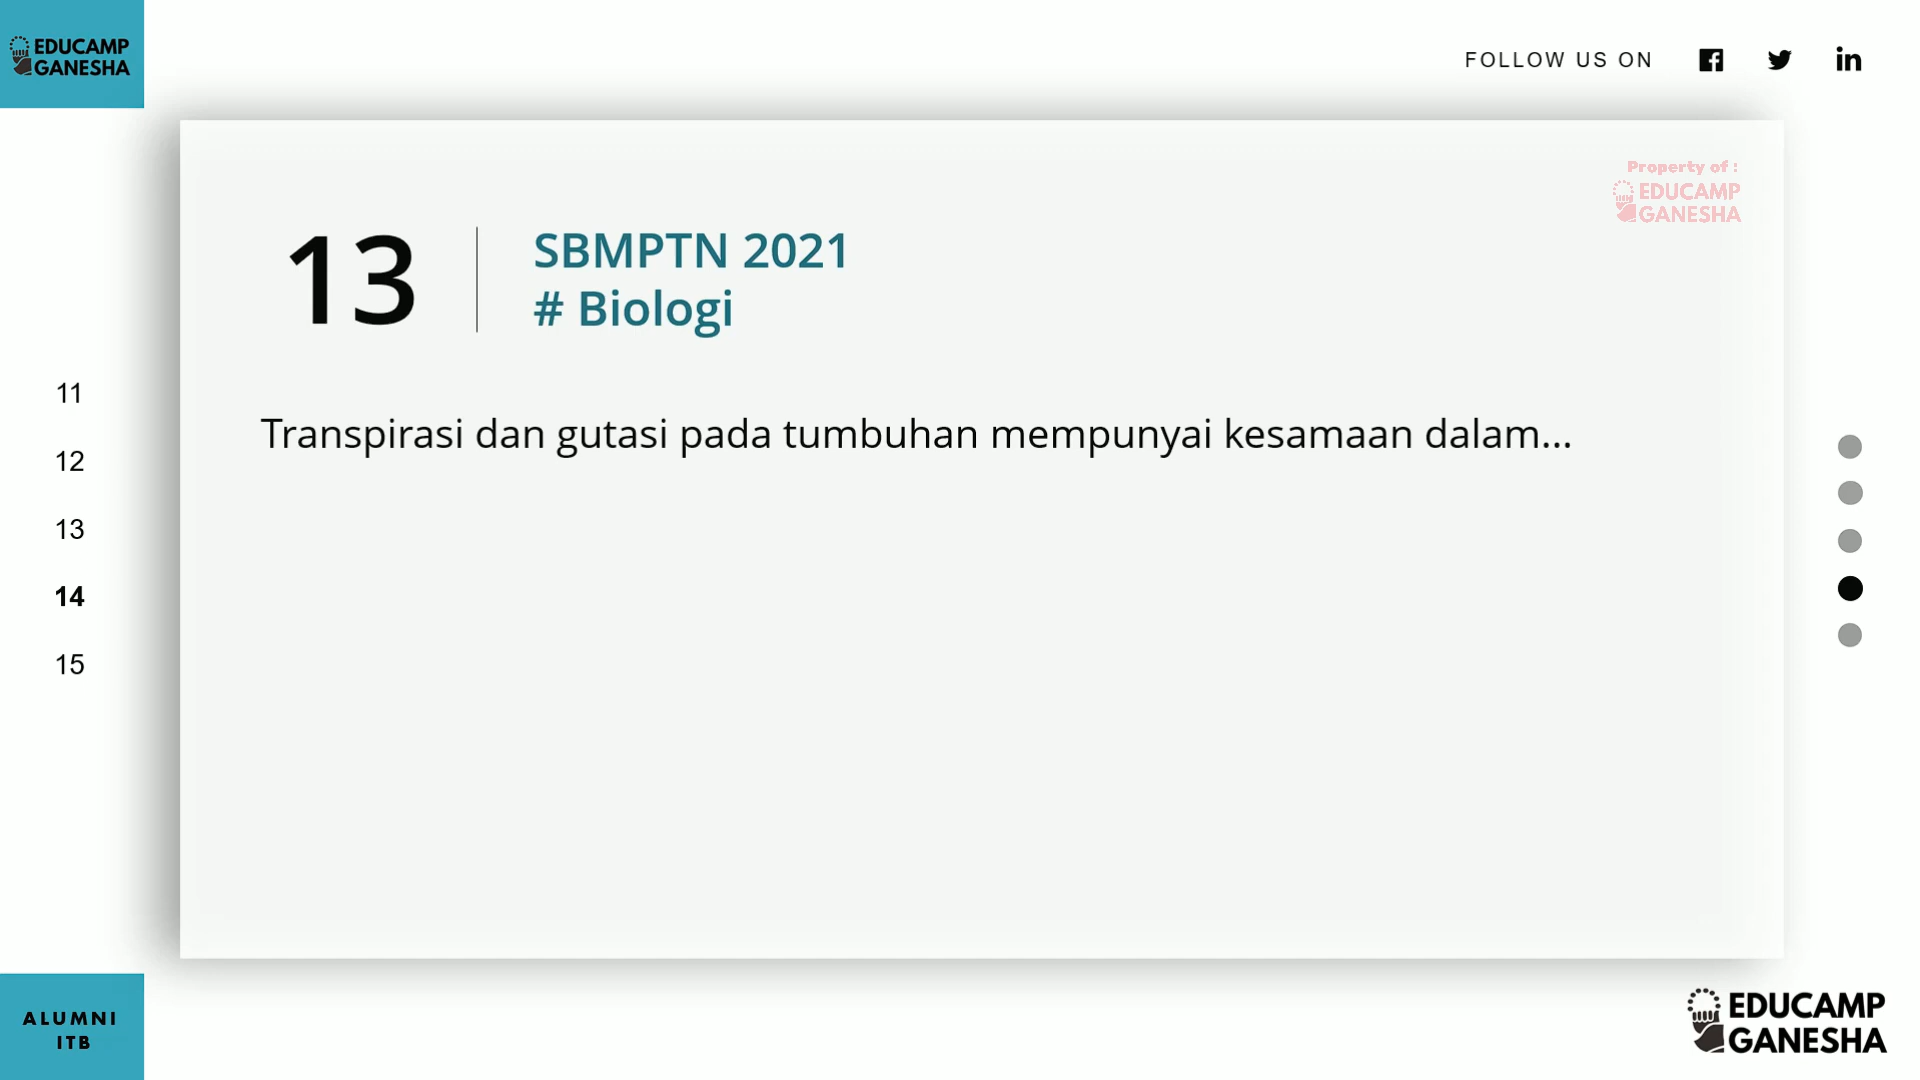 EDUCAMP
GANESHA
FOLLOW US ON
Property of :
EDUCAMP
GANESHA
13
SBMPTN 2021
# Biologi
Transpirasi dan gutasi pada tumbuhan mempunyai kesamaan dalam...
11
12
13
14
15
ALUMNI
ITB
EDUCAMP
GANESHA